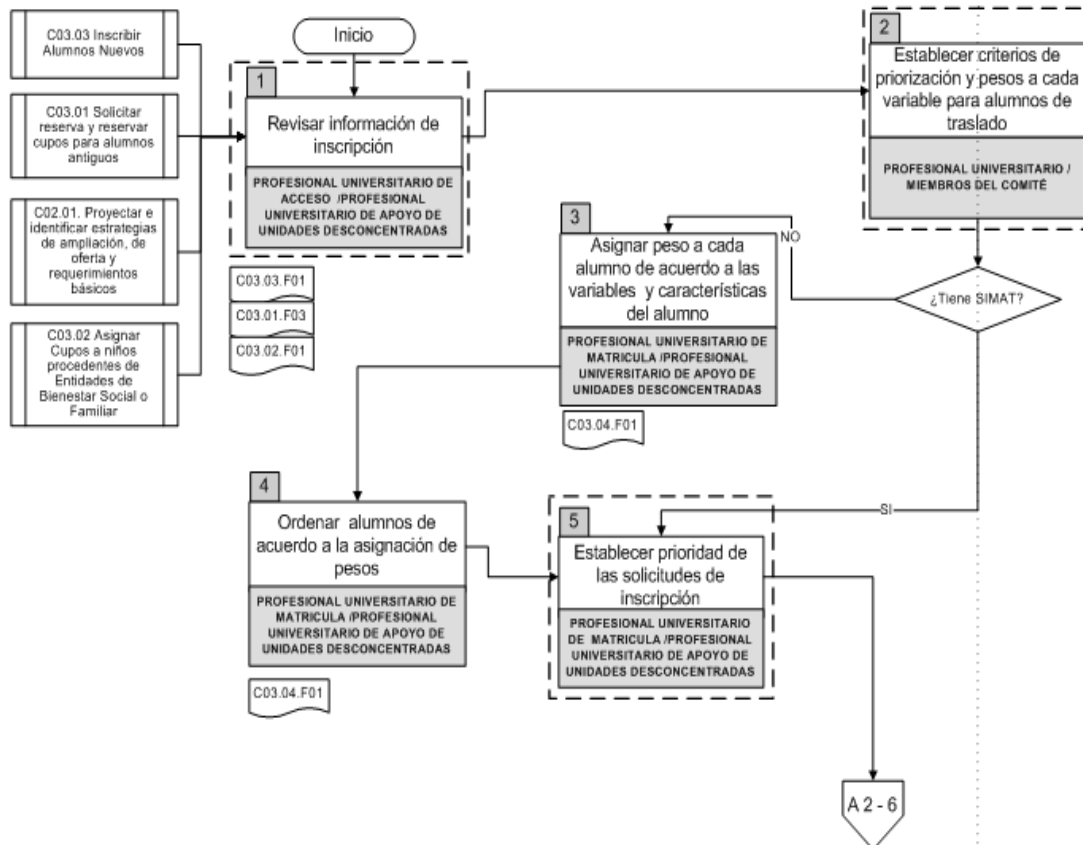 C03.03 Inscribir
Alumnos Nuevos
C03.01 Solicitar
reserva y reservar
cupos para alumnos
antiguos
C02.01. Proyectar e
identificar estrategias
de ampliación, de
oferta y
requerimientos
básicos
C03.02 Asignar
Cupos a niños
procedentes de
Entidades de
Bienestar Social o
Familiar
Inicio
1
Revisar información de
inscripción
PROFESIONAL UNIVERSITARIO DE
ACCESO /PROFESIONAL
UNIVERSITARIO DE APOYO DE
UNIDADES DESCONCENTRADAS
C03.03.F01
C03.01.F03
C03.02.F01
2
Establecer criterios de
priorización y pesos a cada
variable para alumnos de
traslado
PROFESIONAL UNIVERSITARIO /
MIEMBROS DEL COMITÉ
¿Tiene SIMAT?
NO
SI
3
Asignar peso a cada
alumno de acuerdo a las
variables y características
del alumno
PROFESIONAL UNIVERSITARIO DE
MATRICULA /PROFESIONAL
UNIVERSITARIO DE APOYO DE
UNIDADES DESCONCENTRADAS
C03.04.F01
4
Ordenar alumnos de
acuerdo a la asignación de
pesos
PROFESIONAL UNIVERSITARIO DE
MATRICULA /PROFESIONAL
UNIVERSITARIO DE APOYO DE
UNIDADES DESCONCENTRADAS
C03.04.F01
5
Establecer prioridad de
las solicitudes de
inscripción
PROFESIONAL UNIVERSITARIO
DE MATRICULA /PROFESIONAL
UNIVERSITARIO DE APOYO DE
UNIDADES DESCONCENTRADAS
A 2 - 6